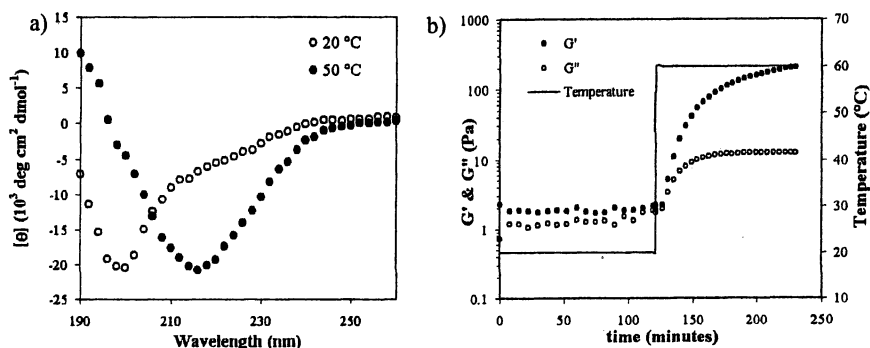 a)
20 °C
50 °C
15
10
5
0
-5
-10
-15
-20
-25
[θ] (10³ deg cm² dmol⁻¹)
190
210
230
250
Wavelength (nm)
b)
G'
G"
Temperature
1000
100
10
1
0.1
G' & G" (Pa)
70
60
50
40
30
20
10
Temperature (°C)
0
50
100
150
200
250
time (minutes)